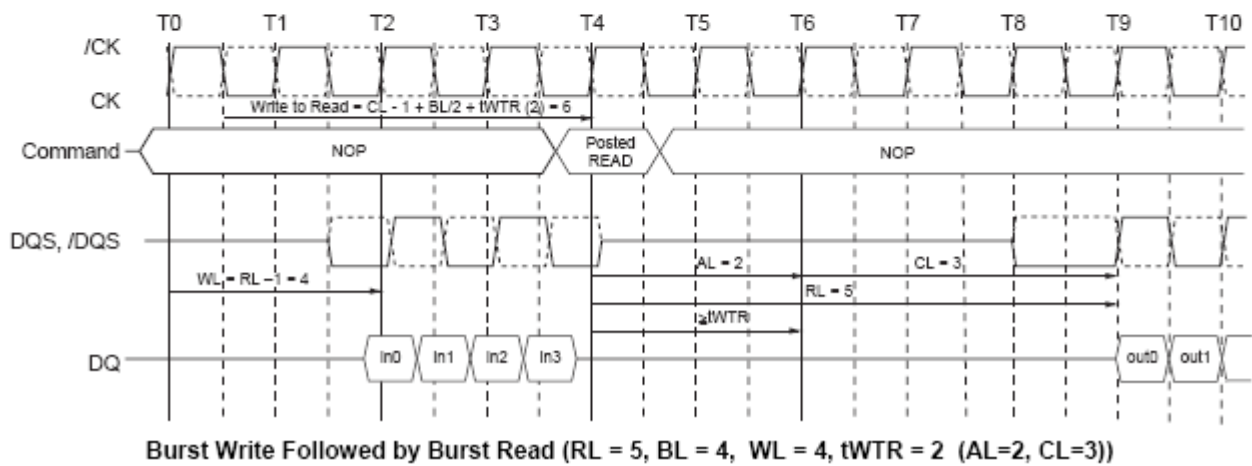 T0 T1 T2 T3 T4 T5 T6 T7 T8 T9 T10
/CK
CK
Write to Read = CL - 1 + BL/2 + tWTR (2) = 6
Command
NOP
Posted
READ
NOP
DQS, /DQS
AL = 2
CL = 3
WL = RL –1 = 4
RL = 5
≥tWTR
DQ
In0 In1 In2 In3
out0 out1
Burst Write Followed by Burst Read (RL = 5, BL = 4, WL = 4, tWTR = 2 (AL=2, CL=3))